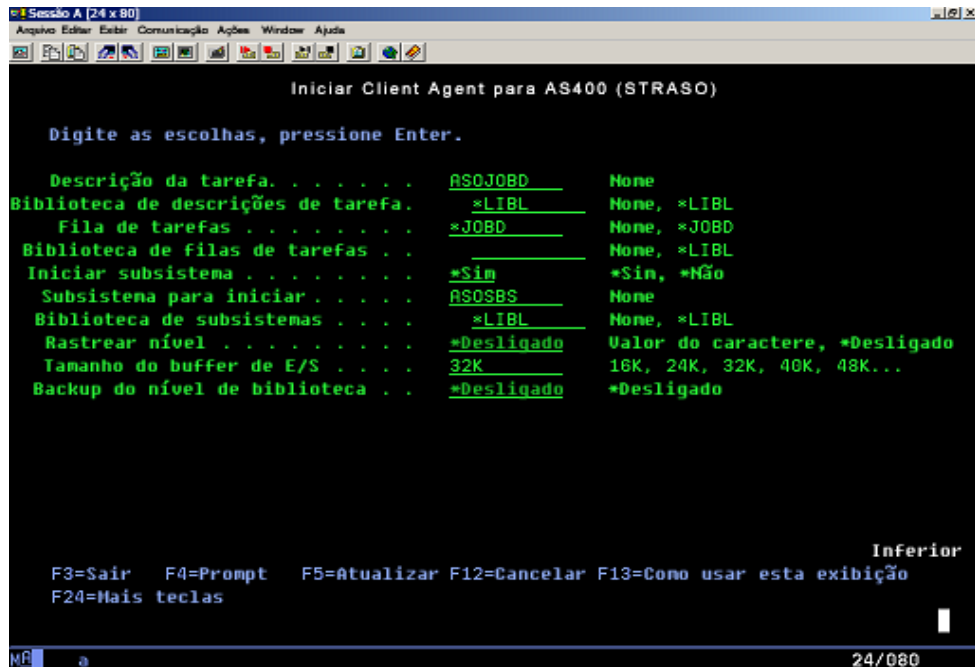 Sessão A [24 x 80]
Arquivo Editar Exibir Comunicação Ações Window Ajuda
Iniciar Client Agent para AS400 (STRASO)
Digite as escolhas, pressione Enter.
Descrição da tarefa. . . . . . . ASOJOBD Nome
Biblioteca de descrições de tarefa. *LIBL Nome, *LIBL
Fila de tarefas . . . . . . . . *JOBD Nome, *JOBD
Biblioteca de filas de tarefas . . Nome, *LIBL
Iniciar subsistema . . . . . . . . *Sim *Sim, *Não
Subsistema para iniciar . . . . . ASOSBS Nome
Biblioteca de subsistemas . . . . *LIBL Nome, *LIBL
Rastrear nível . . . . . . . . . *Desligado Valor do caractere, *Desligado
Tamanho do buffer de E/S . . . . 32K 16K, 24K, 32K, 40K, 48K...
Backup do nível de biblioteca . . *Desligado *Desligado
Inferior
F3=Sair F4=Prompt F5=Atualizar F12=Cancelar F13=Como usar esta exibição
F24=Mais teclas
MA a 24/080